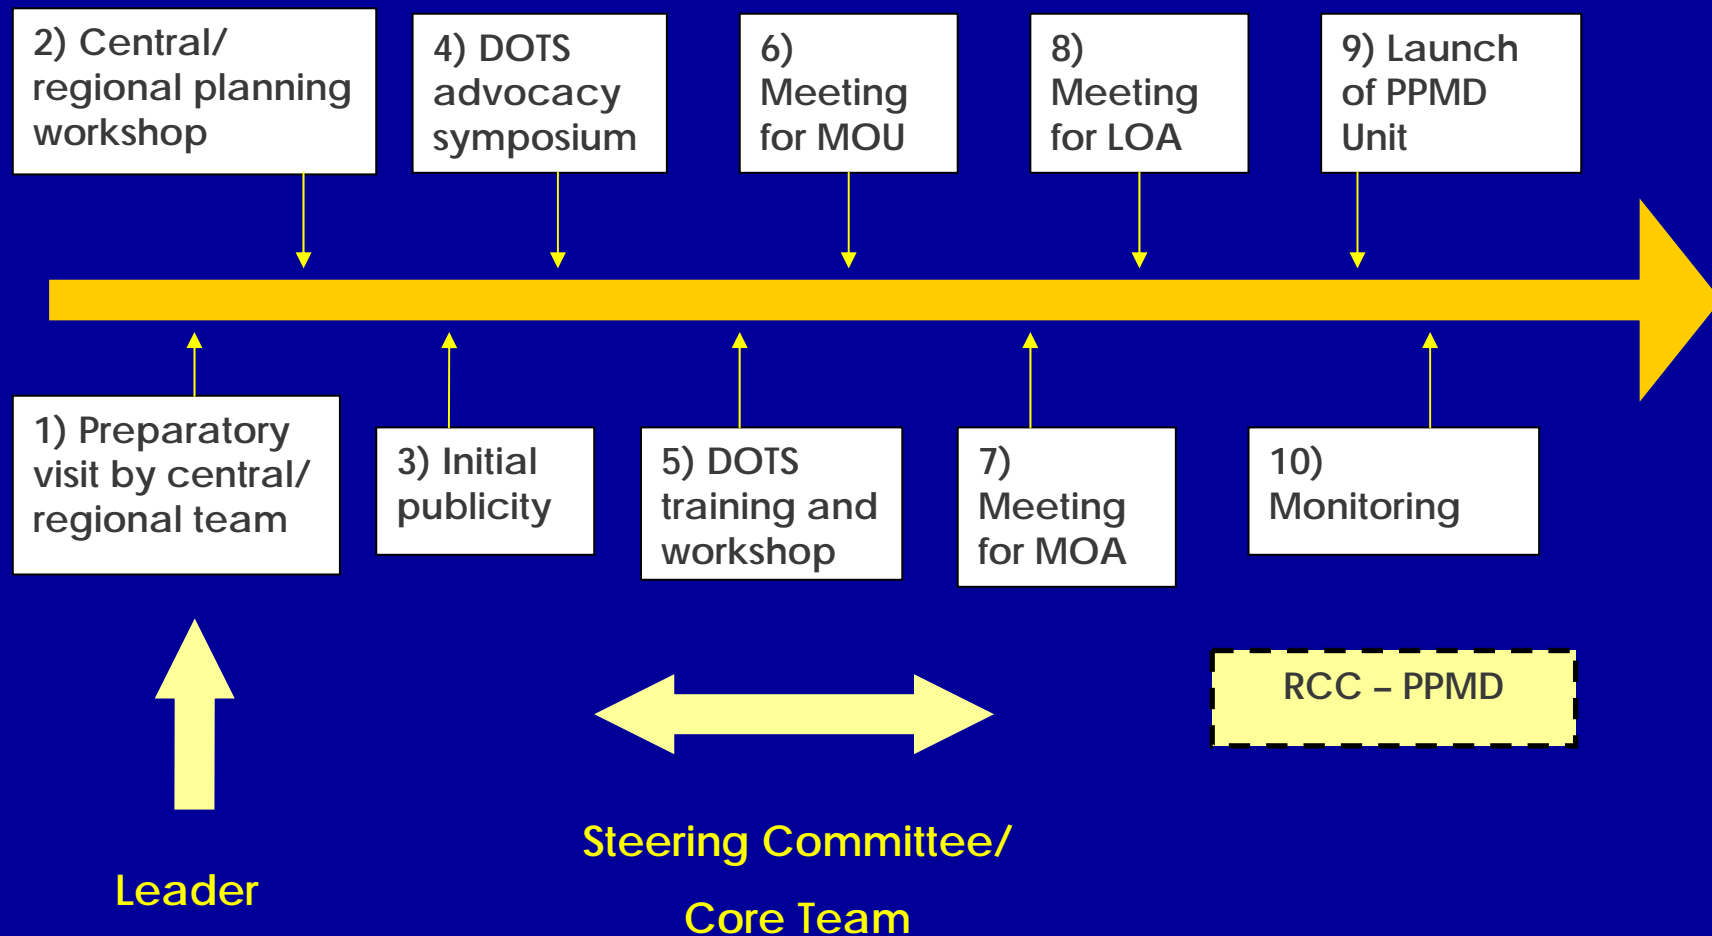 2) Central/
regional planning
workshop
4) DOTS
advocacy
symposium
6)
Meeting
for MOU
8)
Meeting
for LOA
9) Launch
of PPMD
Unit
1) Preparatory
visit by central/
regional team
3) Initial
publicity
5) DOTS
training and
workshop
7)
Meeting
for MOA
10)
Monitoring
RCC – PPMD
Leader
Steering Committee/
Core Team